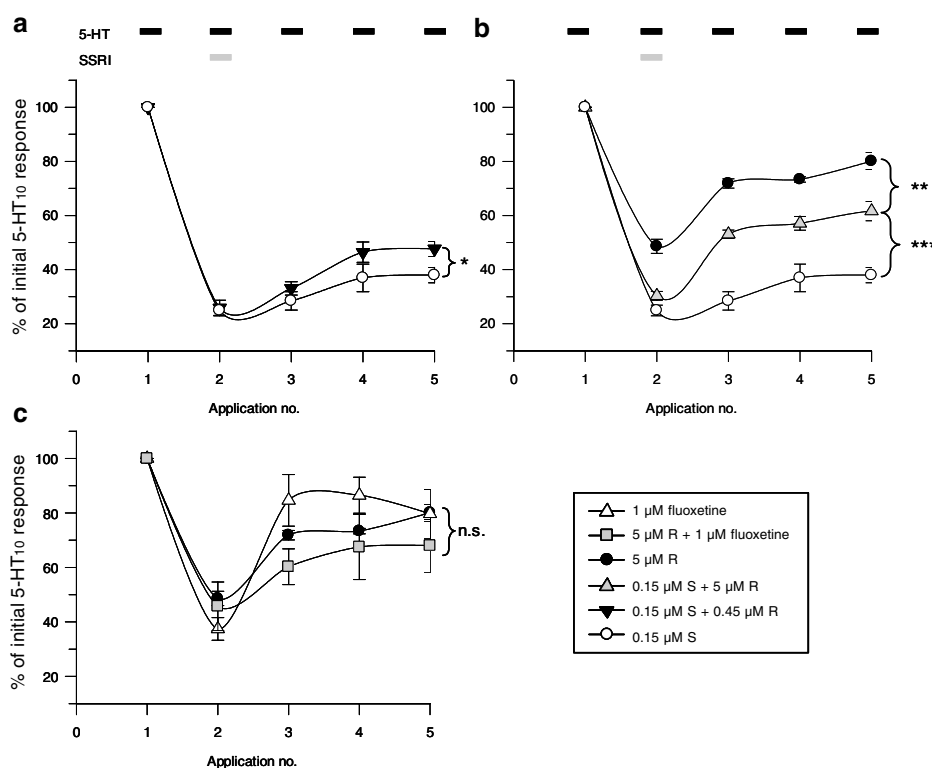 a
5-HT
SSRI
% of initial 5-HT10 response
100
80
60
40
20
*
0 1 2 3 4 5
Application no.
b
100
80
60
40
20
**
***
0 1 2 3 4 5
Application no.
c
% of initial 5-HT10 response
100
80
60
40
20
n.s.
0 1 2 3 4 5
Application no.
1 µM fluoxetine
5 µM R + 1 µM fluoxetine
5 µM R
0.15 µM S + 5 µM R
0.15 µM S + 0.45 µM R
0.15 µM S